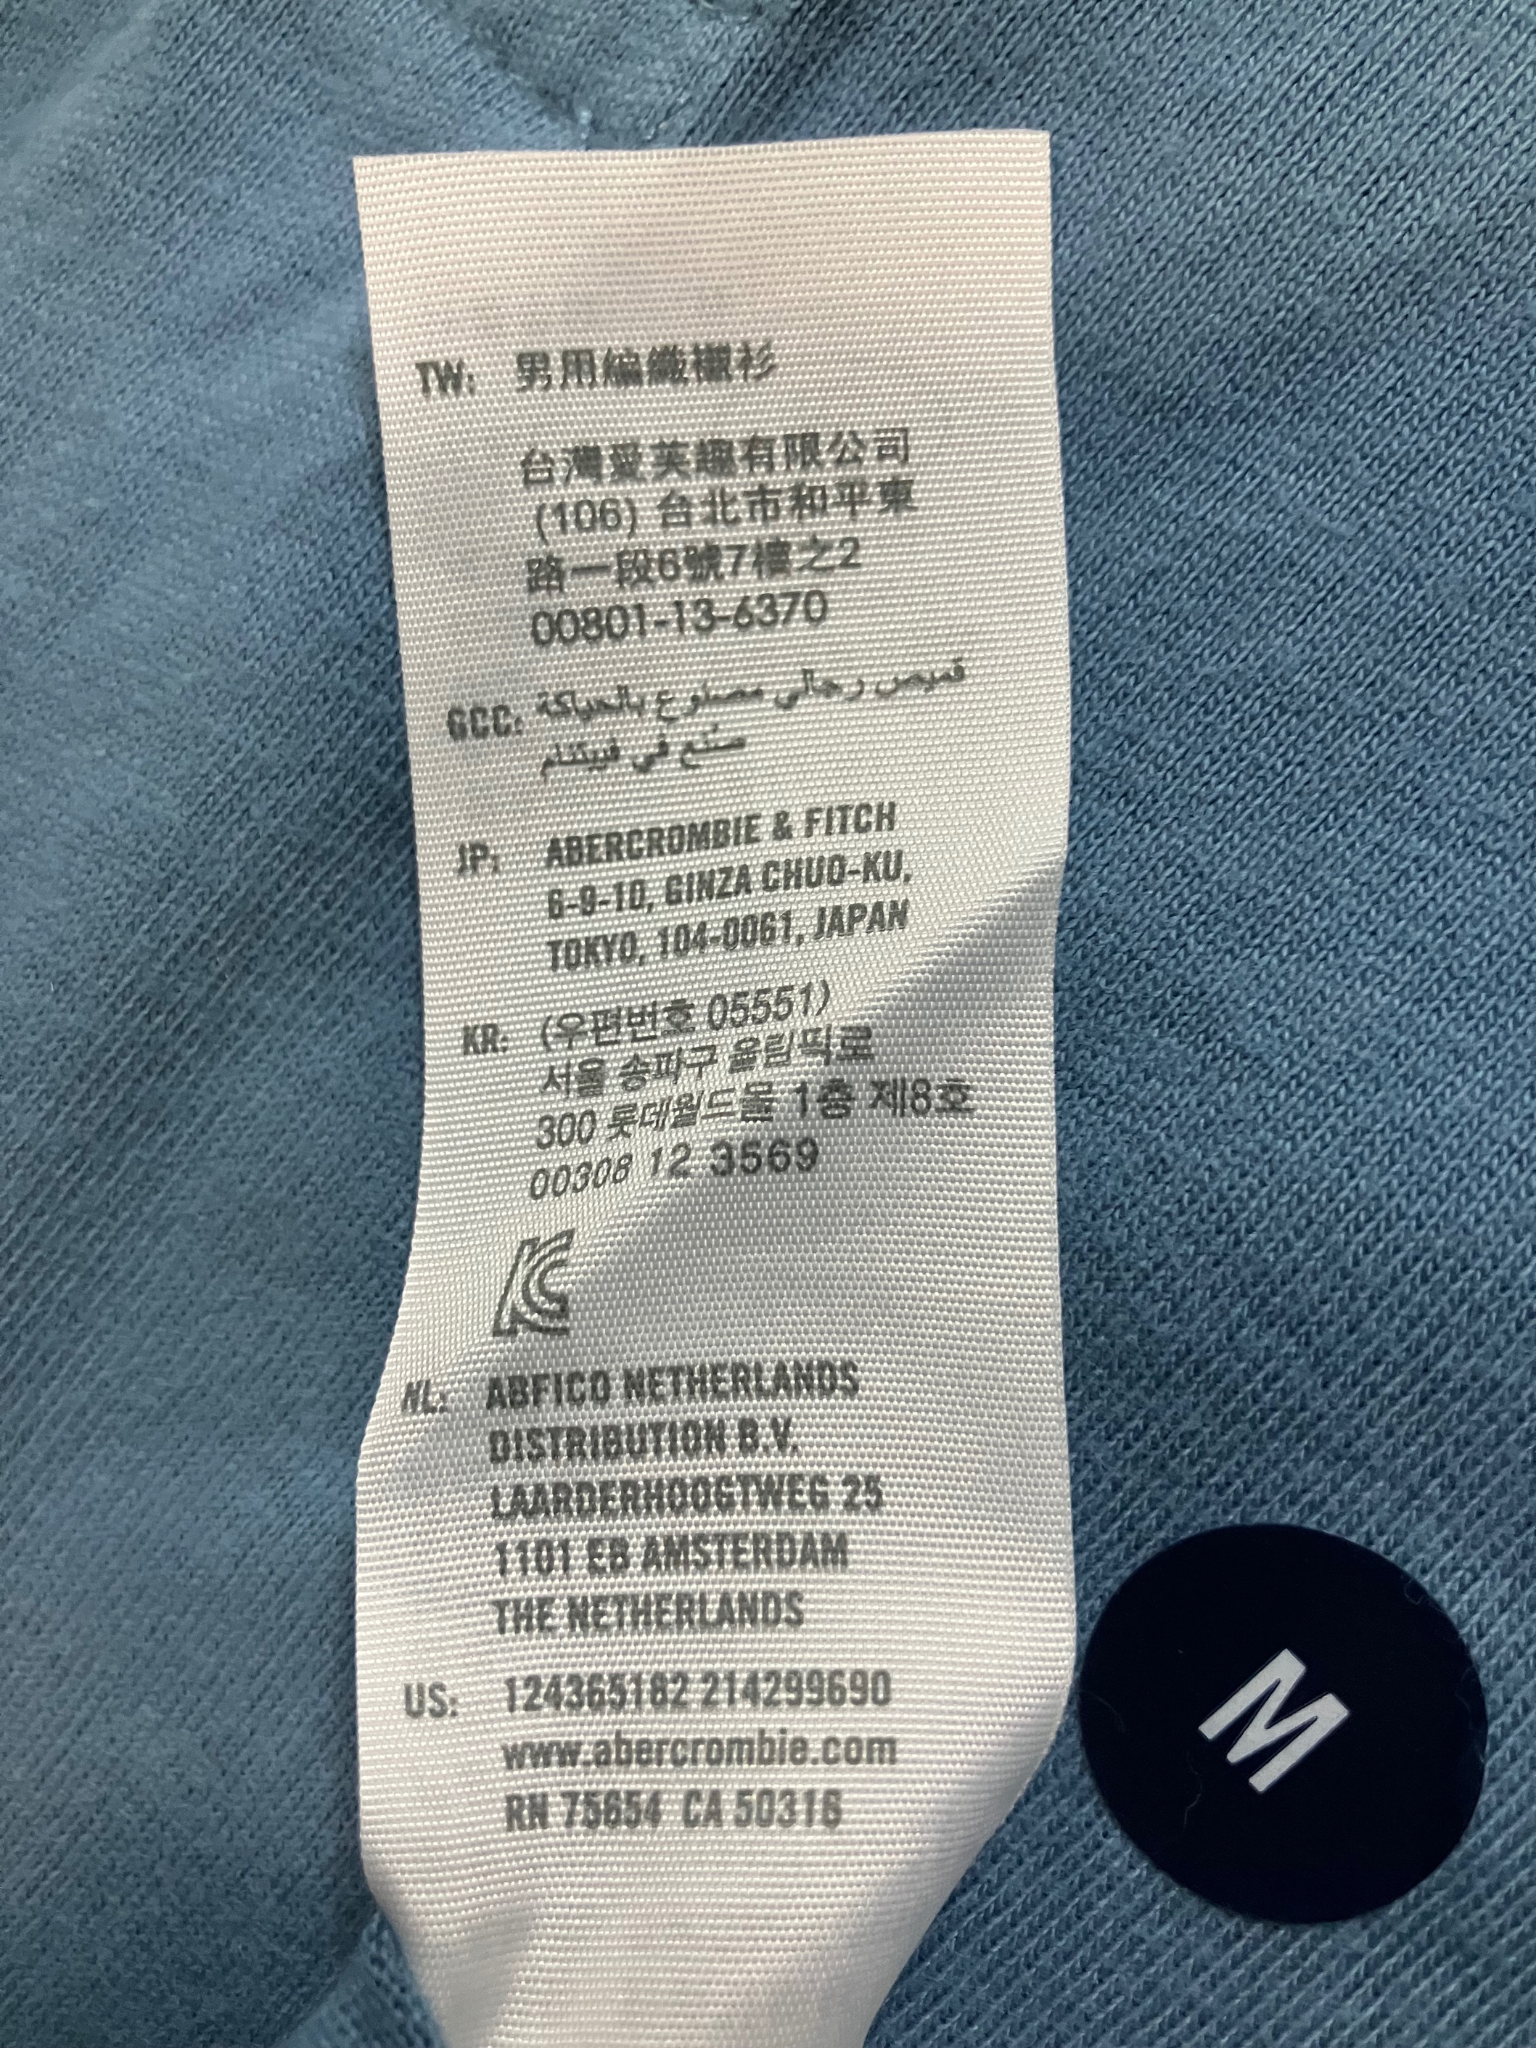 TW: 男用編織襯衫
台灣愛芙趣有限公司
(106) 台北市和平東
路一段6號7樓之2
00801-13-6370
GCC: قميص رجالي مصنوع بالحياكة
صُنع في فييتنام
JP: ABERCROMBIE & FITCH
6-9-10, GINZA CHUO-KU,
TOKYO, 104-0061, JAPAN
KR: (우편번호 05551)
서울 송파구 올림픽로
300 롯데월드몰 1층 제8호
00308 12 3569
KC
NL: ABFICO NETHERLANDS
DISTRIBUTION B.V.
LAARDERHOOGTWEG 25
1101 EB AMSTERDAM
THE NETHERLANDS
US: 124365182 214299690
www.abercrombie.com
RN 75654 CA 50316
M